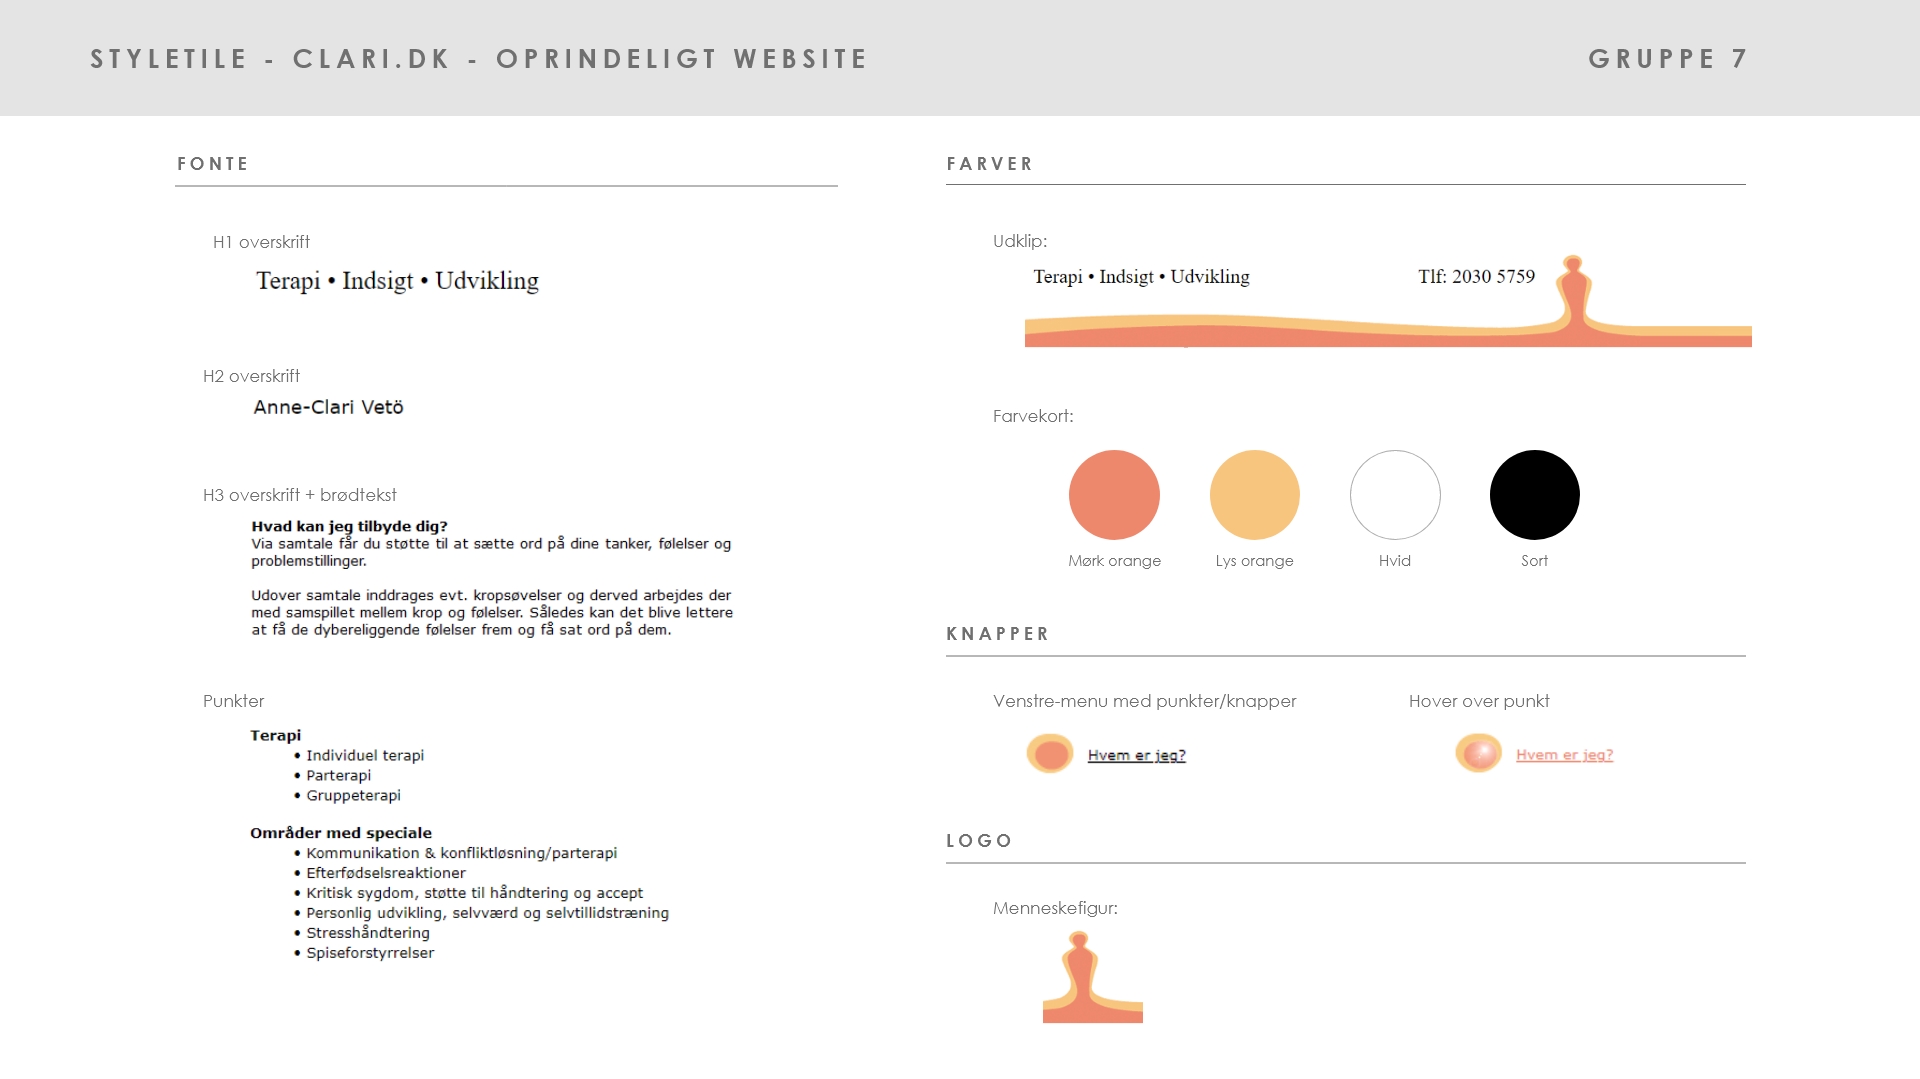 STYLETILE - CLARI.DK - OPRINDELIGT WEBSITE
GRUPPE 7
FONTE
H1 overskrift
Terapi • Indsigt • Udvikling
H2 overskrift
Anne-Clari Vetö
H3 overskrift + brødtekst
Hvad kan jeg tilbyde dig?
Via samtale får du støtte til at sætte ord på dine tanker, følelser og
problemstillinger.
Udover samtale inddrages evt. kropsøvelser og derved arbejdes der
med samspillet mellem krop og følelser. Således kan det blive lettere
at få de dybereliggende følelser frem og få sat ord på dem.
Punkter
Terapi
• Individuel terapi
• Parterapi
• Gruppeterapi
Områder med speciale
• Kommunikation & konfliktløsning/parterapi
• Efterfødselsreaktioner
• Kritisk sygdom, støtte til håndtering og accept
• Personlig udvikling, selvværd og selvtillidstræning
• Stresshåndtering
• Spiseforstyrrelser
FARVER
Udklip:
Terapi • Indsigt • Udvikling
Tlf: 2030 5759
Farvekort:
Mørk orange
Lys orange
Hvid
Sort
KNAPPER
Venstre-menu med punkter/knapper
Hover over punkt
Hvem er jeg?
Hvem er jeg?
LOGO
Menneskefigur: